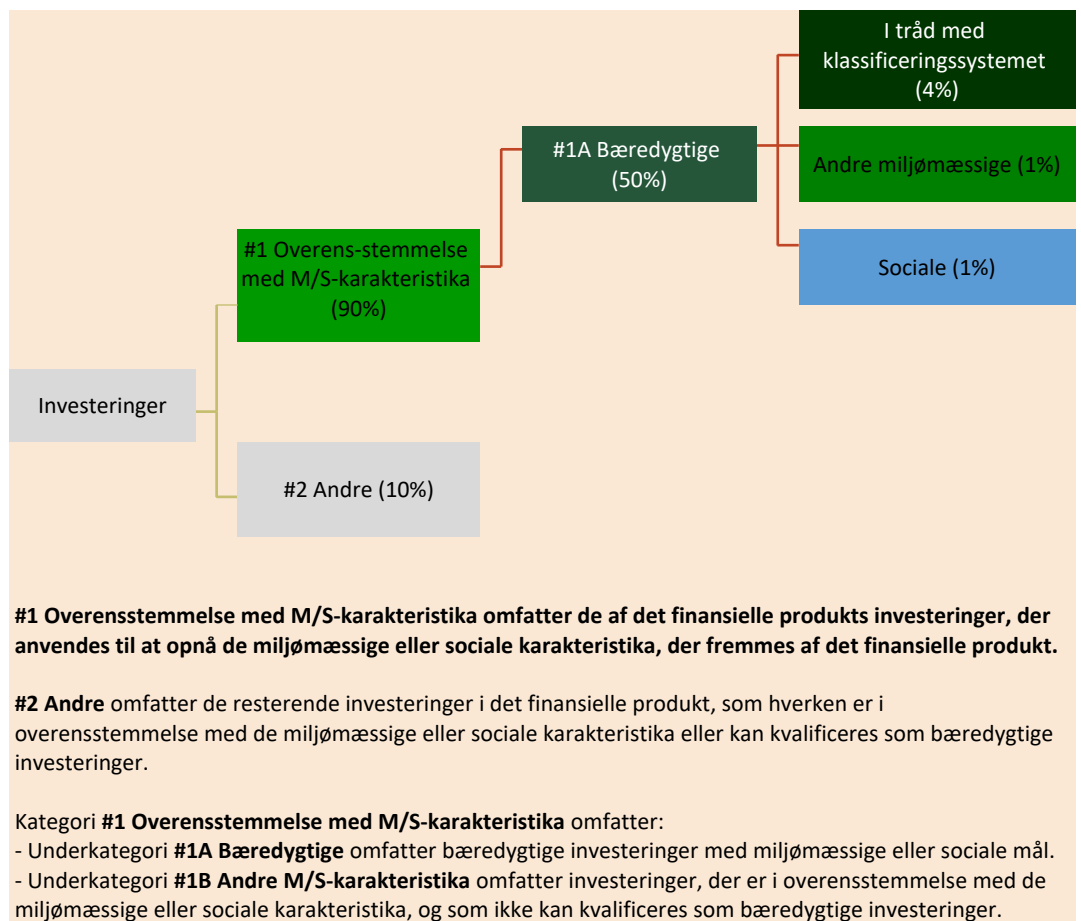 I tråd med
klassificeringssystemet
(4%)
#1A Bæredygtige
(50%)
Andre miljømæssige (1%)
#1 Overens-stemmelse
med M/S-karakteristika
(90%)
Sociale (1%)
Investeringer
#2 Andre (10%)
#1 Overensstemmelse med M/S-karakteristika omfatter de af det finansielle produkts investeringer, der
anvendes til at opnå de miljømæssige eller sociale karakteristika, der fremmes af det finansielle produkt.
#2 Andre omfatter de resterende investeringer i det finansielle produkt, som hverken er i
overensstemmelse med de miljømæssige eller sociale karakteristika eller kan kvalificeres som bæredygtige
investeringer.
Kategori #1 Overensstemmelse med M/S-karakteristika omfatter:
- Underkategori #1A Bæredygtige omfatter bæredygtige investeringer med miljømæssige eller sociale mål.
- Underkategori #1B Andre M/S-karakteristika omfatter investeringer, der er i overensstemmelse med de
miljømæssige eller sociale karakteristika, og som ikke kan kvalificeres som bæredygtige investeringer.